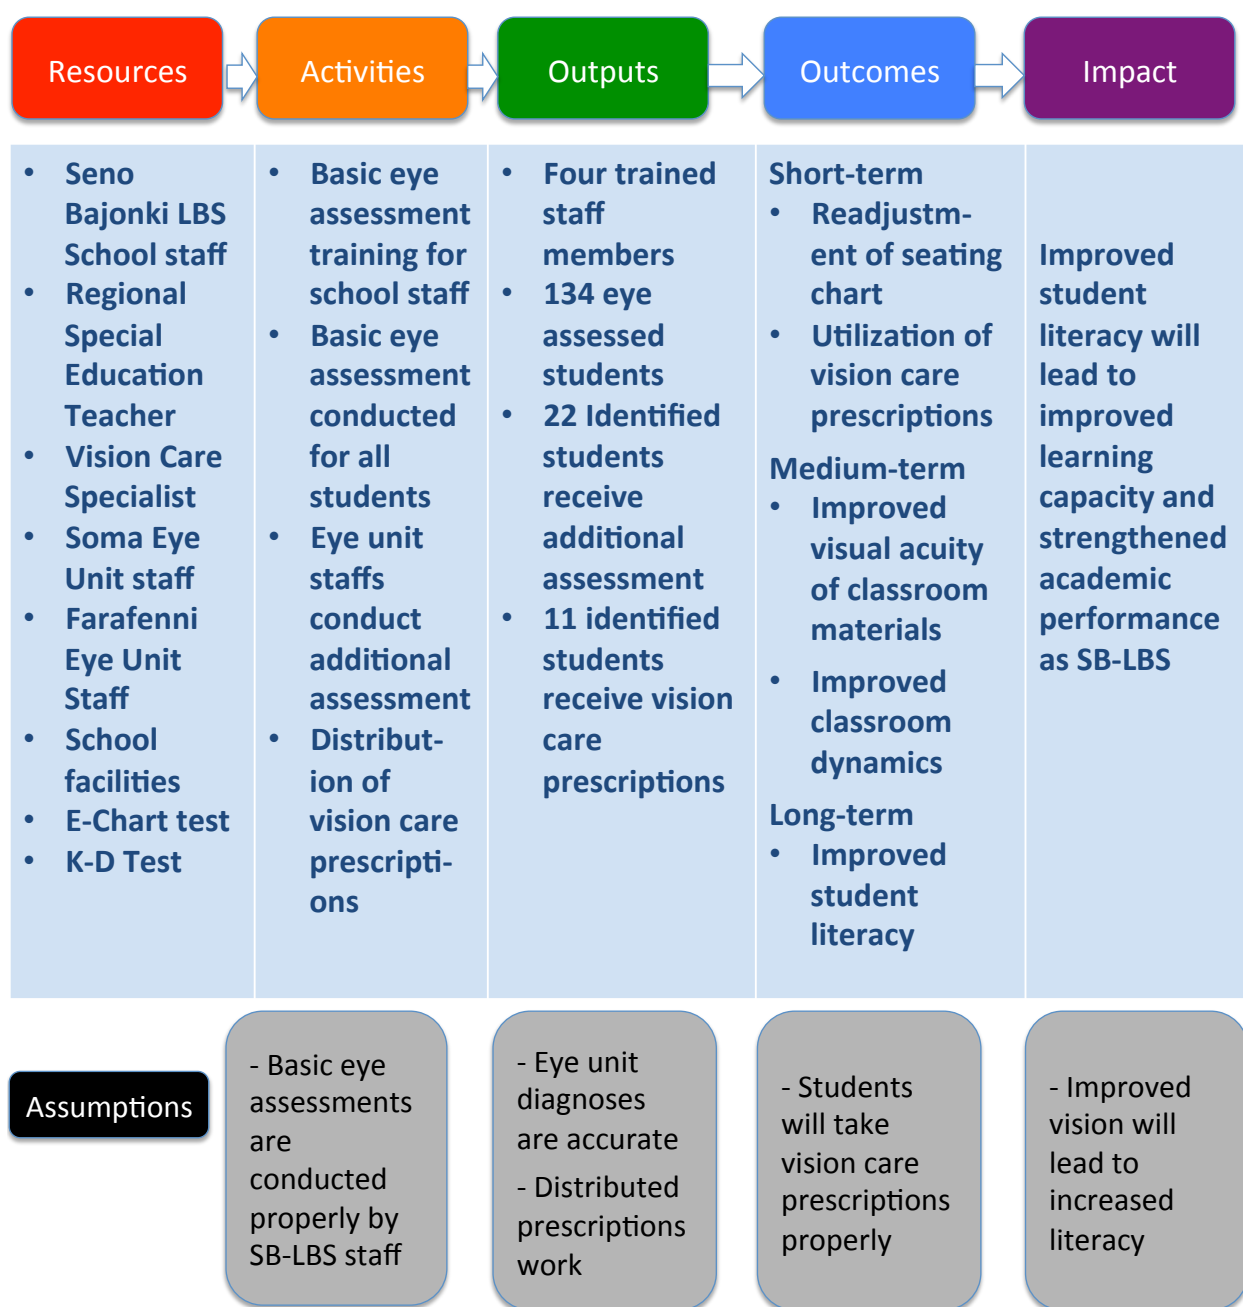 Resources
Activities
Outputs
Outcomes
Impact
• Seno
Bajonki LBS
School staff
• Regional
Special
Education
Teacher
• Vision Care
Specialist
• Soma Eye
Unit staff
• Farafenni
Eye Unit
Staff
• School
facilities
• E-Chart test
• K-D Test
• Basic eye
assessment
training for
school staff
• Basic eye
assessment
conducted
for all
students
• Eye unit
staffs
conduct
additional
assessment
• Distribut-
ion of
vision care
prescripti-
ons
• Four trained
staff
members
• 134 eye
assessed
students
• 22 Identified
students
receive
additional
assessment
• 11 identified
students
receive vision
care
prescriptions
Short-term
• Readjustm-
ent of seating
chart
• Utilization of
vision care
prescriptions
Medium-term
• Improved
visual acuity
of classroom
materials
• Improved
classroom
dynamics
Long-term
• Improved
student
literacy
Improved
student
literacy will
lead to
improved
learning
capacity and
strengthened
academic
performance
as SB-LBS
Assumptions
- Basic eye
assessments
are
conducted
properly by
SB-LBS staff
- Eye unit
diagnoses
are accurate
- Distributed
prescriptions
work
- Students
will take
vision care
prescriptions
properly
- Improved
vision will
lead to
increased
literacy